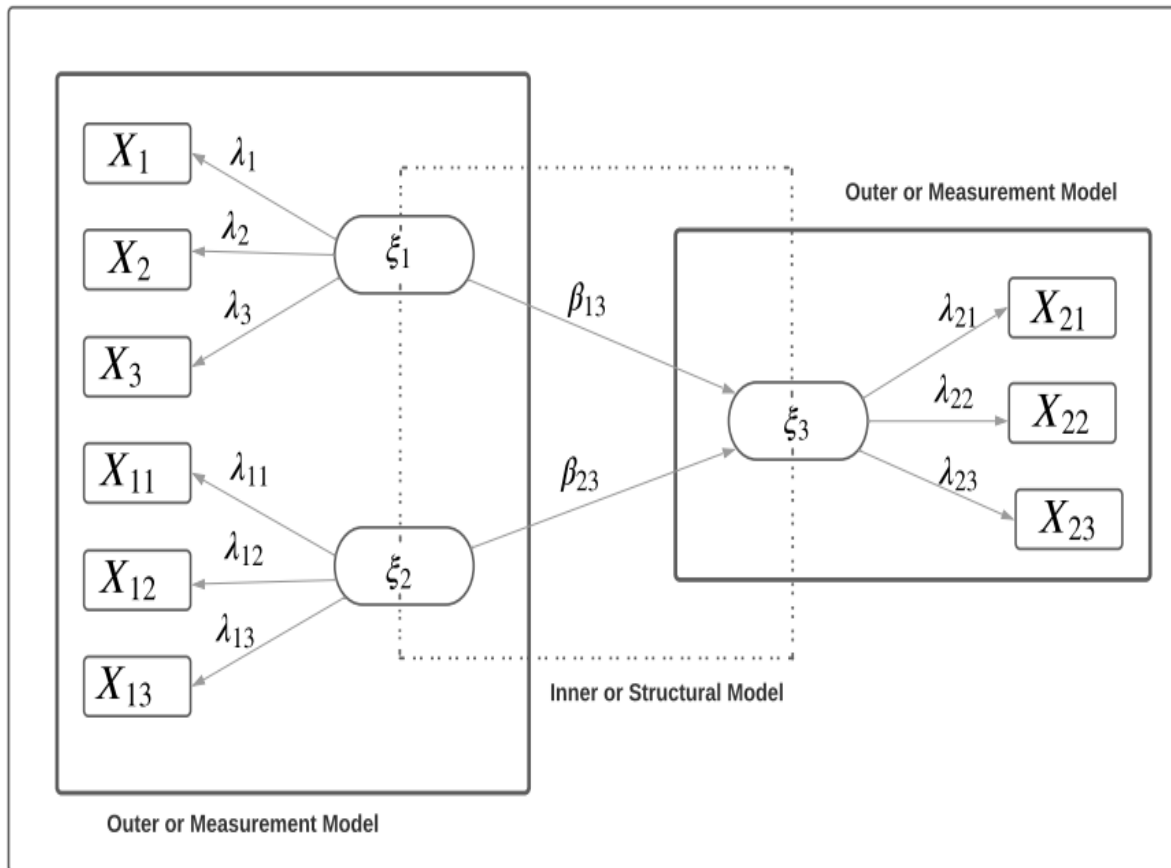 X₁
λ₁
X₂
λ₂
X₃
λ₃
ξ₁
X₁₁
λ₁₁
X₁₂
λ₁₂
X₁₃
λ₁₃
ξ₂
Outer or Measurement Model
β₁₃
β₂₃
Inner or Structural Model
Outer or Measurement Model
ξ₃
λ₂₁
X₂₁
λ₂₂
X₂₂
λ₂₃
X₂₃